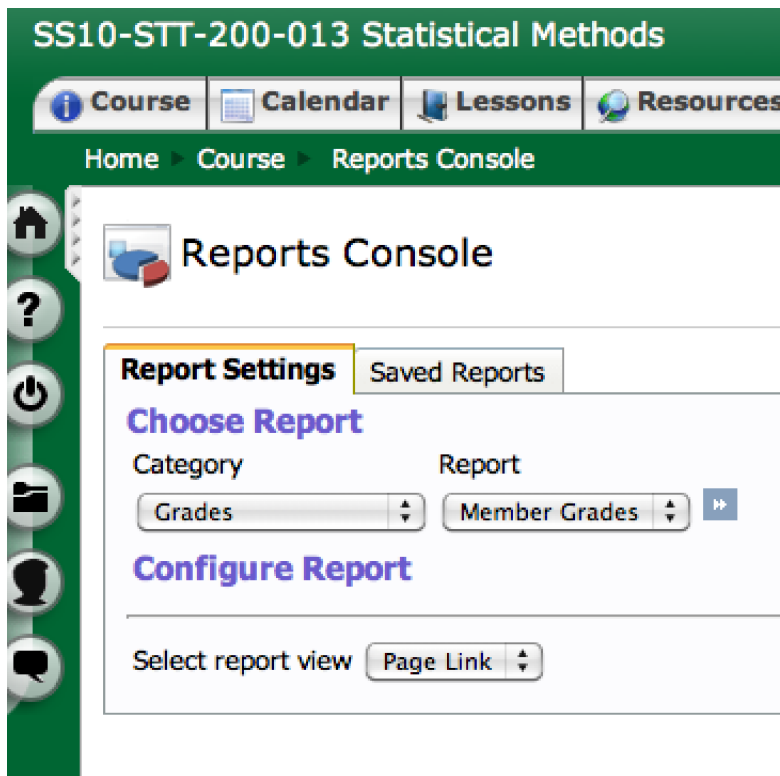 SS10-STT-200-013 Statistical Methods
Course Calendar Lessons Resources
Home Course Reports Console
Reports Console
Report Settings Saved Reports
Choose Report
Category Report
Grades Member Grades
Configure Report
Select report view Page Link